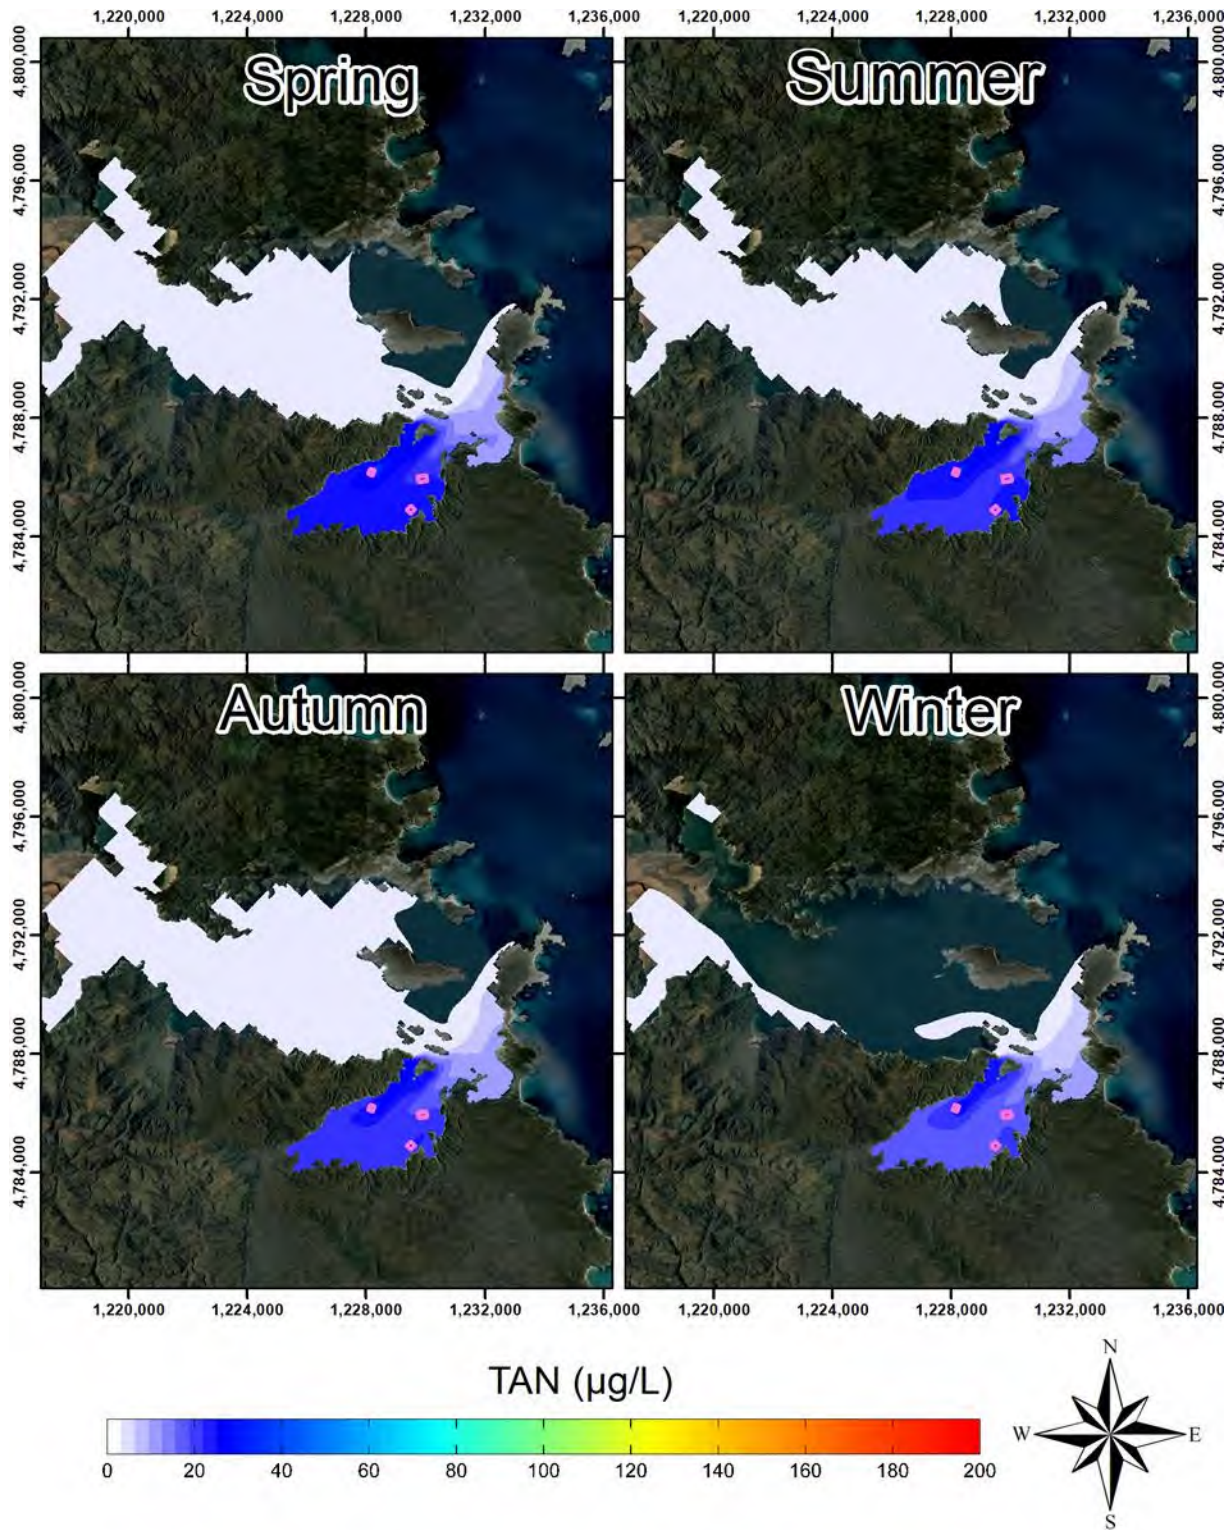 1,220,000 1,224,000 1,228,000 1,232,000 1,236,000 1,220,000 1,224,000 1,228,000 1,232,000 1,236,000
4,800,000 4,796,000 4,792,000 4,788,000 4,784,000
Spring
Summer
4,800,000 4,796,000 4,792,000 4,788,000 4,784,000
4,800,000 4,796,000 4,792,000 4,788,000 4,784,000
Autumn
Winter
4,800,000 4,796,000 4,792,000 4,788,000 4,784,000
1,220,000 1,224,000 1,228,000 1,232,000 1,236,000 1,220,000 1,224,000 1,228,000 1,232,000 1,236,000
TAN (µg/L)
0 20 40 60 80 100 120 140 160 180 200
N
W E
S